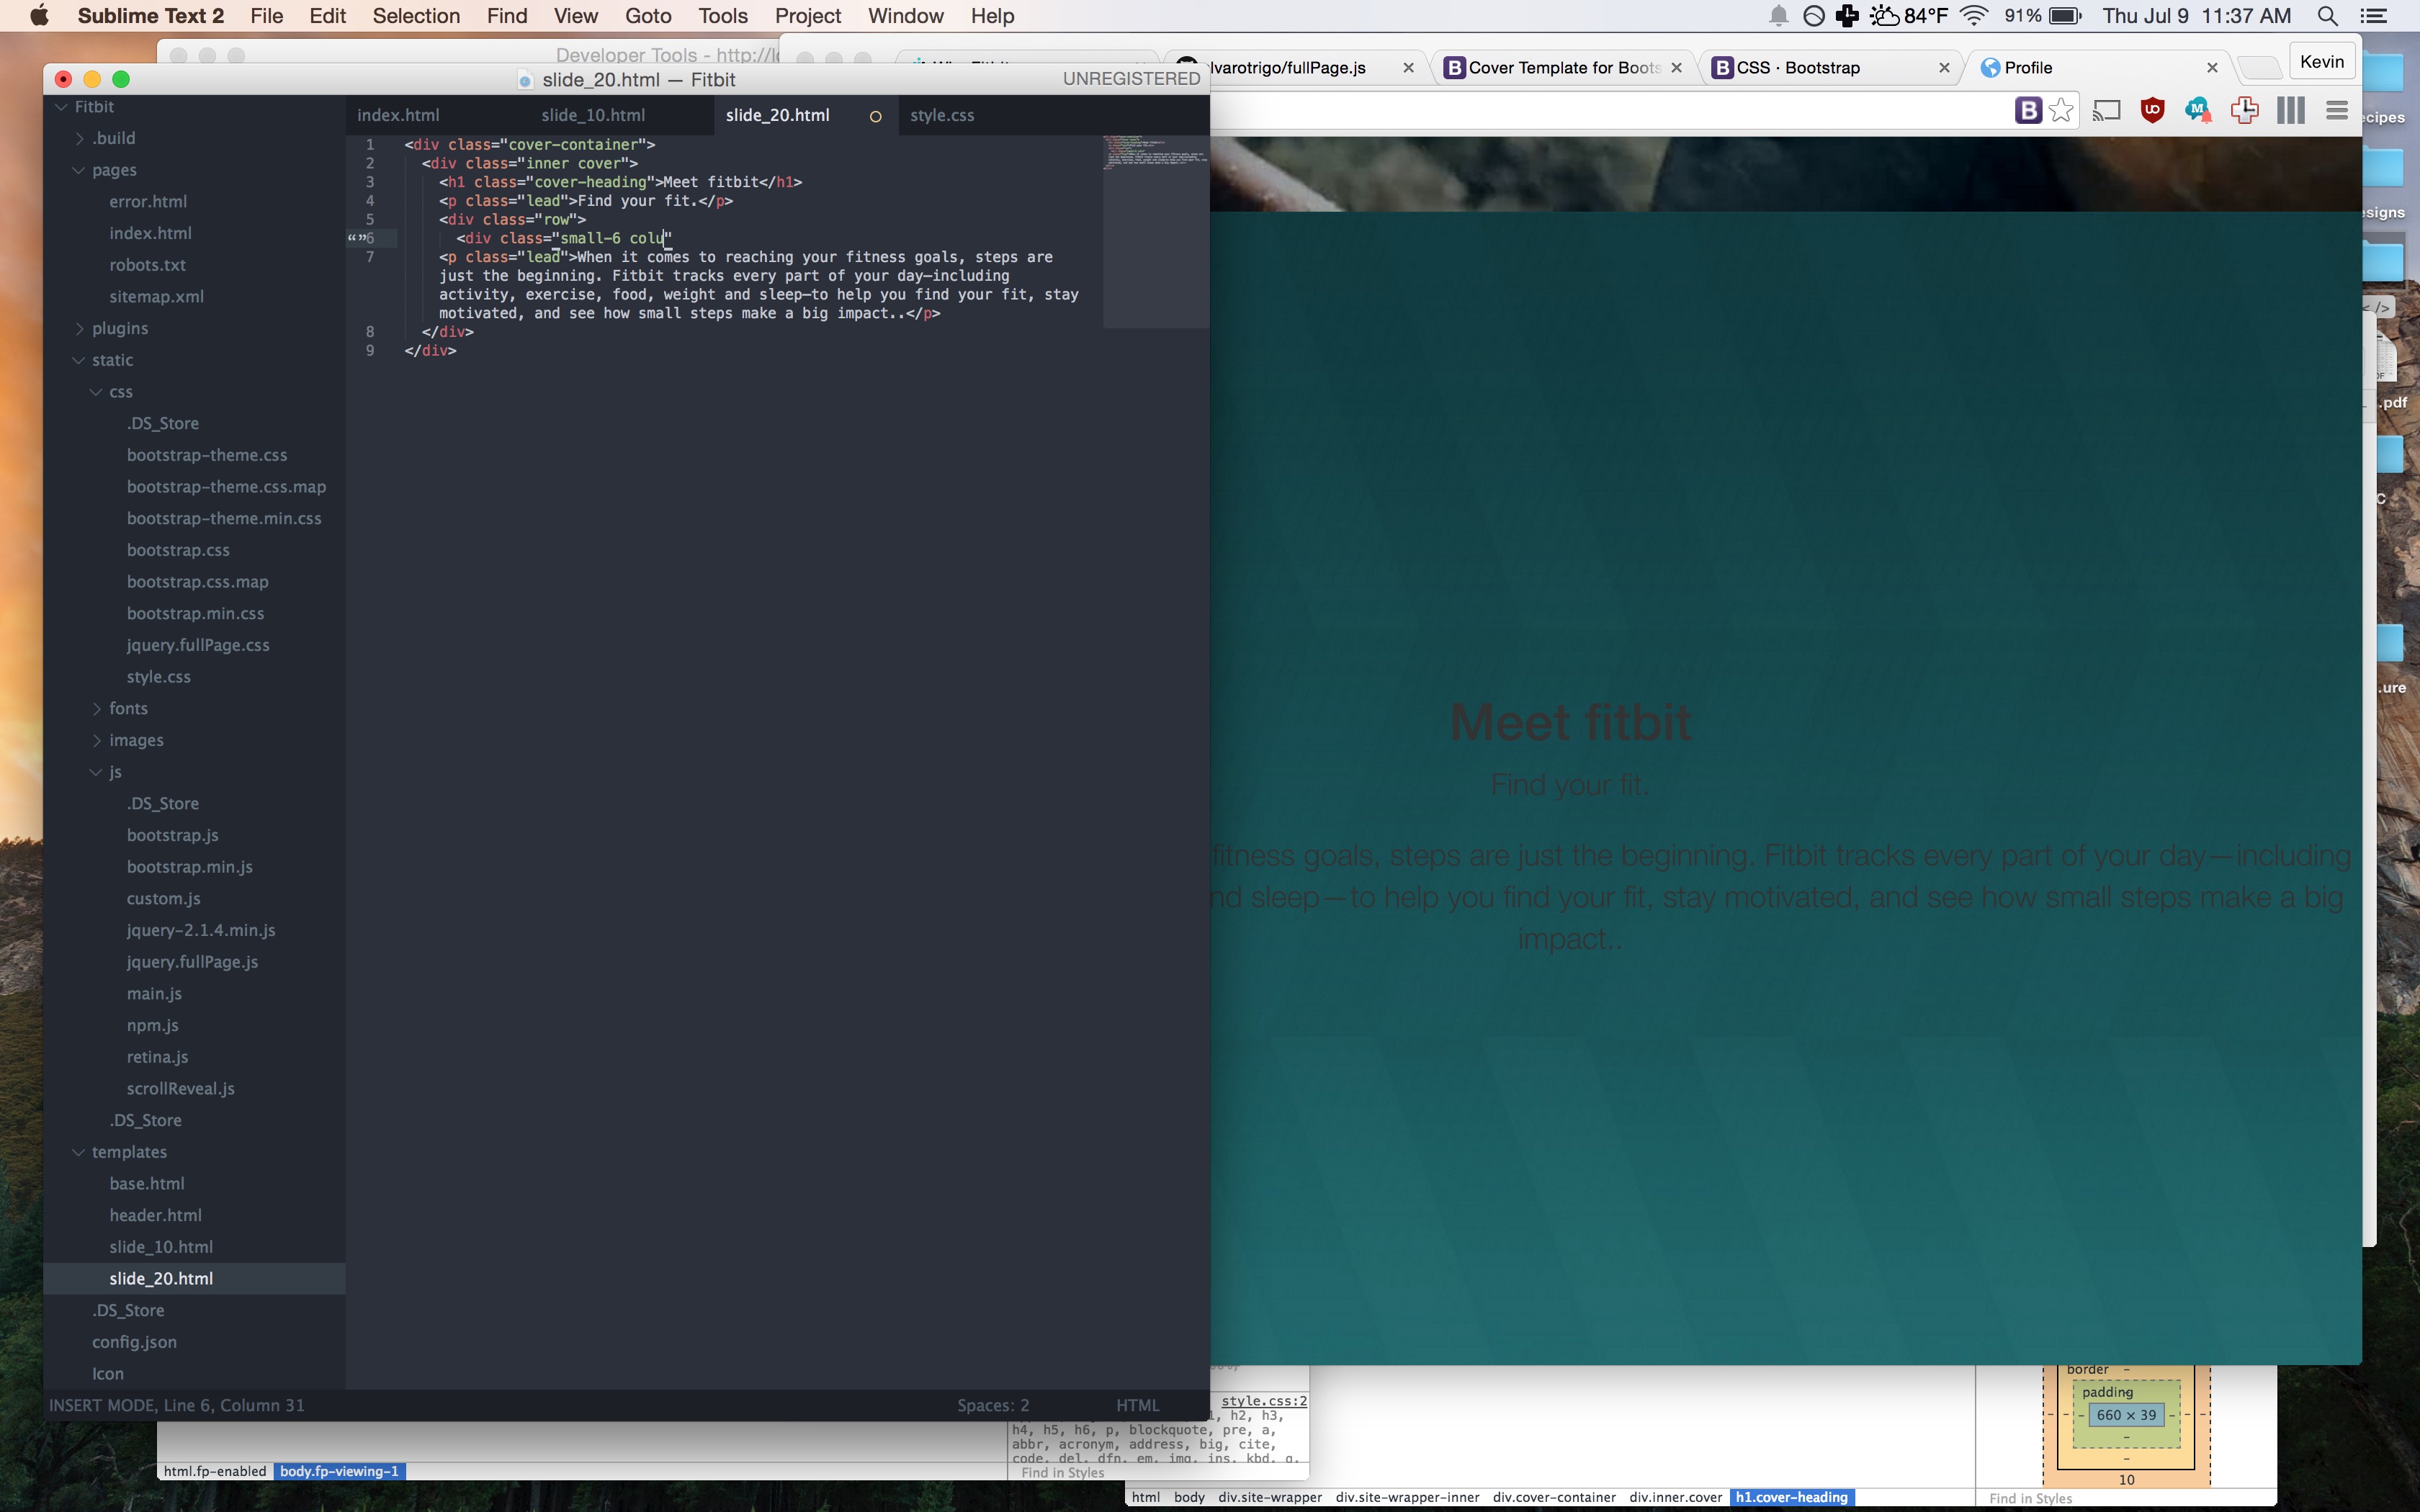 Sublime Text 2 File Edit Selection Find View Goto Tools Project Window Help
84°F 91% Thu Jul 9 11:37 AM
Developer Tools - http://lo
slide_20.html — Fitbit UNREGISTERED
lvarotrigo/fullPage.js
Cover Template for Boots
CSS · Bootstrap
Profile
Kevin
index.html slide_10.html slide_20.html style.css
Fitbit
.build
pages
error.html
index.html
robots.txt
sitemap.xml
plugins
static
css
.DS_Store
bootstrap-theme.css
bootstrap-theme.css.map
bootstrap-theme.min.css
bootstrap.css
bootstrap.css.map
bootstrap.min.css
jquery.fullPage.css
style.css
fonts
images
js
.DS_Store
bootstrap.js
bootstrap.min.js
custom.js
jquery-2.1.4.min.js
jquery.fullPage.js
main.js
npm.js
retina.js
scrollReveal.js
.DS_Store
templates
base.html
header.html
slide_10.html
slide_20.html
.DS_Store
config.json
Icon
1 <div class="cover-container">
2 <div class="inner cover">
3 <h1 class="cover-heading">Meet fitbit</h1>
4 <p class="lead">Find your fit.</p>
5 <div class="row">
6 <div class="small-6 colu"
7 <p class="lead">When it comes to reaching your fitness goals, steps are
just the beginning. Fitbit tracks every part of your day—including
activity, exercise, food, weight and sleep—to help you find your fit, stay
motivated, and see how small steps make a big impact..</p>
8 </div>
9 </div>
INSERT MODE, Line 6, Column 31 Spaces: 2 HTML
Meet fitbit
Find your fit.
fitness goals, steps are just the beginning. Fitbit tracks every part of your day—including
nd sleep—to help you find your fit, stay motivated, and see how small steps make a big
impact..
ecipes
esigns
.pdf
.ure
style.css:2
1, h2, h3,
h4, h5, h6, p, blockquote, pre, a,
abbr, acronym, address, big, cite,
code, del, dfn, em, img, ins, kbd, q,
Find in Styles
html.fp-enabled body.fp-viewing-1
border –
padding
660 × 39
10
html body div.site-wrapper div.site-wrapper-inner div.cover-container div.inner.cover h1.cover-heading
Find in Styles